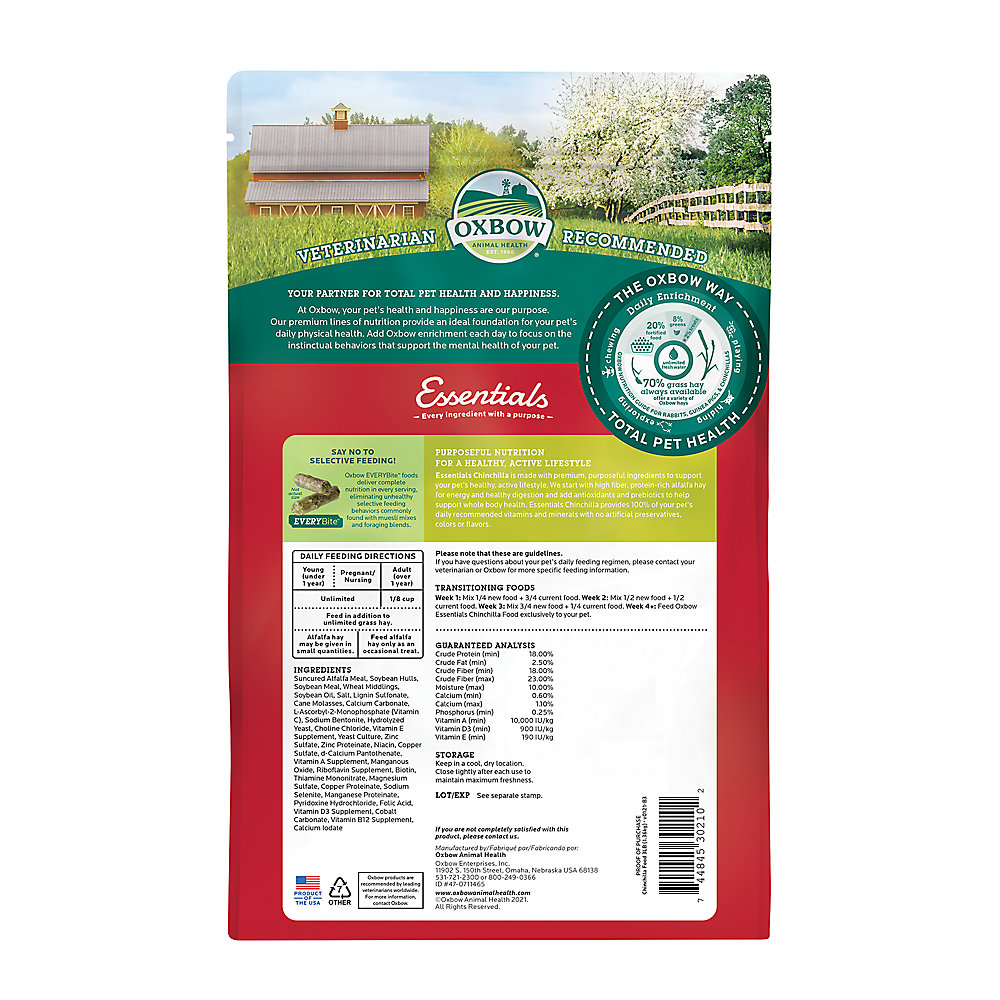 VETERINARIAN RECOMMENDED
OXBOW
ANIMAL HEALTH
EST. 1980
®
YOUR PARTNER FOR TOTAL PET HEALTH AND HAPPINESS.
At Oxbow, your pet's health and happiness are our purpose.
Our premium lines of nutrition provide an ideal foundation for your pet's
daily physical health. Add Oxbow enrichment each day to focus on the
instinctual behaviors that support the mental health of your pet.
THE OXBOW WAY
Daily Enrichment
chewing
playing
hiding
exploring
20%
fortified
food
8%
greens
unlimited
fresh water
70% grass hay
always available
offer a variety of
Oxbow hays
OXBOW NUTRITION GUIDE FOR RABBITS, GUINEA PIGS, & CHINCHILLAS
TOTAL PET HEALTH
Essentials
- Every ingredient with a purpose -
SAY NO TO
SELECTIVE FEEDING!
Oxbow EVERYBite™ foods
deliver complete
nutrition in every serving,
eliminating unhealthy
selective feeding
behaviors commonly
found with muesli mixes
and foraging blends.
Not
actual
size
EVERYBite™
PURPOSEFUL NUTRITION
FOR A HEALTHY, ACTIVE LIFESTYLE
Essentials Chinchilla is made with premium, purposeful ingredients to support
your pet's healthy, active lifestyle. We start with high fiber, protein-rich alfalfa hay
for energy and healthy digestion and add antioxidants and prebiotics to help
support whole body health. Essentials Chinchilla provides 100% of your pet's
daily recommended vitamins and minerals with no artificial preservatives,
colors or flavors.
DAILY FEEDING DIRECTIONS
Young
(under
1 year)
Pregnant/
Nursing
Adult
(over
1 year)
Unlimited
1/8 cup
Feed in addition to
unlimited grass hay.
Alfalfa hay
may be given in
small quantities.
Feed alfalfa
hay only as an
occasional treat.
INGREDIENTS
Suncured Alfalfa Meal, Soybean Hulls,
Soybean Meal, Wheat Middlings,
Soybean Oil, Salt, Lignin Sulfonate,
Cane Molasses, Calcium Carbonate,
L-Ascorbyl-2-Monophosphate (Vitamin
C), Sodium Bentonite, Hydrolyzed
Yeast, Choline Chloride, Vitamin E
Supplement, Yeast Culture, Zinc
Sulfate, Zinc Proteinate, Niacin, Copper
Sulfate, d-Calcium Pantothenate,
Vitamin A Supplement, Manganous
Oxide, Riboflavin Supplement, Biotin,
Thiamine Mononitrate, Magnesium
Sulfate, Copper Proteinate, Sodium
Selenite, Manganese Proteinate,
Pyridoxine Hydrochloride, Folic Acid,
Vitamin D3 Supplement, Cobalt
Carbonate, Vitamin B12 Supplement,
Calcium Iodate
PRODUCT
OF
THE USA
7
OTHER
Oxbow products are
recommended by leading
veterinarians worldwide.
For more information,
contact Oxbow.
Please note that these are guidelines.
If you have questions about your pet's daily feeding regimen, please contact your
veterinarian or Oxbow for more specific feeding information.
TRANSITIONING FOODS
Week 1: Mix 1/4 new food + 3/4 current food. Week 2: Mix 1/2 new food + 1/2
current food. Week 3: Mix 3/4 new food + 1/4 current food. Week 4+: Feed Oxbow
Essentials Chinchilla Food exclusively to your pet.
GUARANTEED ANALYSIS
Crude Protein (min) 18.00%
Crude Fat (min) 2.50%
Crude Fiber (min) 18.00%
Crude Fiber (max) 23.00%
Moisture (max) 10.00%
Calcium (min) 0.60%
Calcium (max) 1.10%
Phosphorus (min) 0.25%
Vitamin A (min) 10,000 IU/kg
Vitamin D3 (min) 900 IU/kg
Vitamin E (min) 190 IU/kg
STORAGE
Keep in a cool, dry location.
Close tightly after each use to
maintain maximum freshness.
LOT/EXP See separate stamp.
If you are not completely satisfied with this
product, please contact us.
Manufactured by/Fabriqué par/Fabricando por:
Oxbow Animal Health
Oxbow Enterprises, Inc.
11902 S. 150th Street, Omaha, Nebraska USA 68138
531-721-2300 or 800-249-0366
ID #47-0711465
www.oxbowanimalhealth.com
©Oxbow Animal Health 2021.
All Rights Reserved.
PROOF OF PURCHASE
Chinchilla Feed 3LB (1.36kg) - v0121-B3
7 44845 30210 2